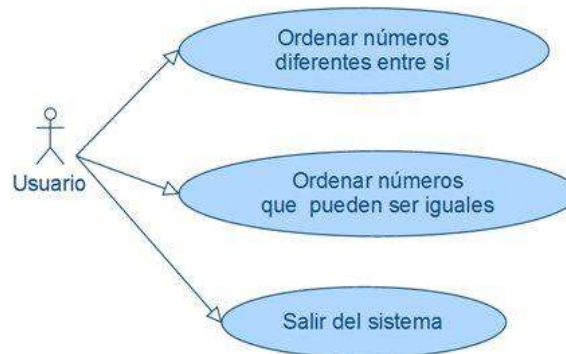 Ordenar números
diferentes entre sí
Usuario
Ordenar números
que pueden ser iguales
Salir del sistema